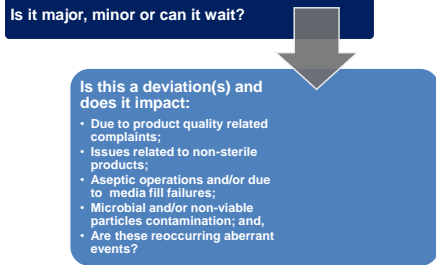 Is it major, minor or can it wait?
Is this a deviation(s) and
does it impact:
• Due to product quality related
complaints;
• Issues related to non-sterile
products;
• Aseptic operations and/or due
to media fill failures;
• Microbial and/or non-viable
particles contamination; and,
• Are these reoccurring aberrant
events?